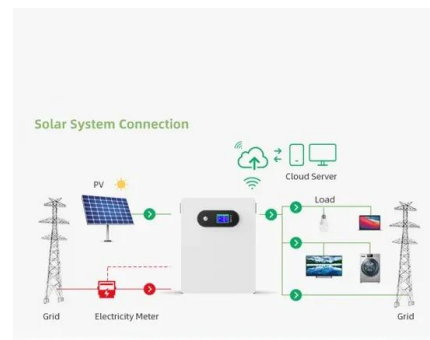 Solar System Connection
Cloud Server
PV
Load
Grid
Electricity Meter
Grid